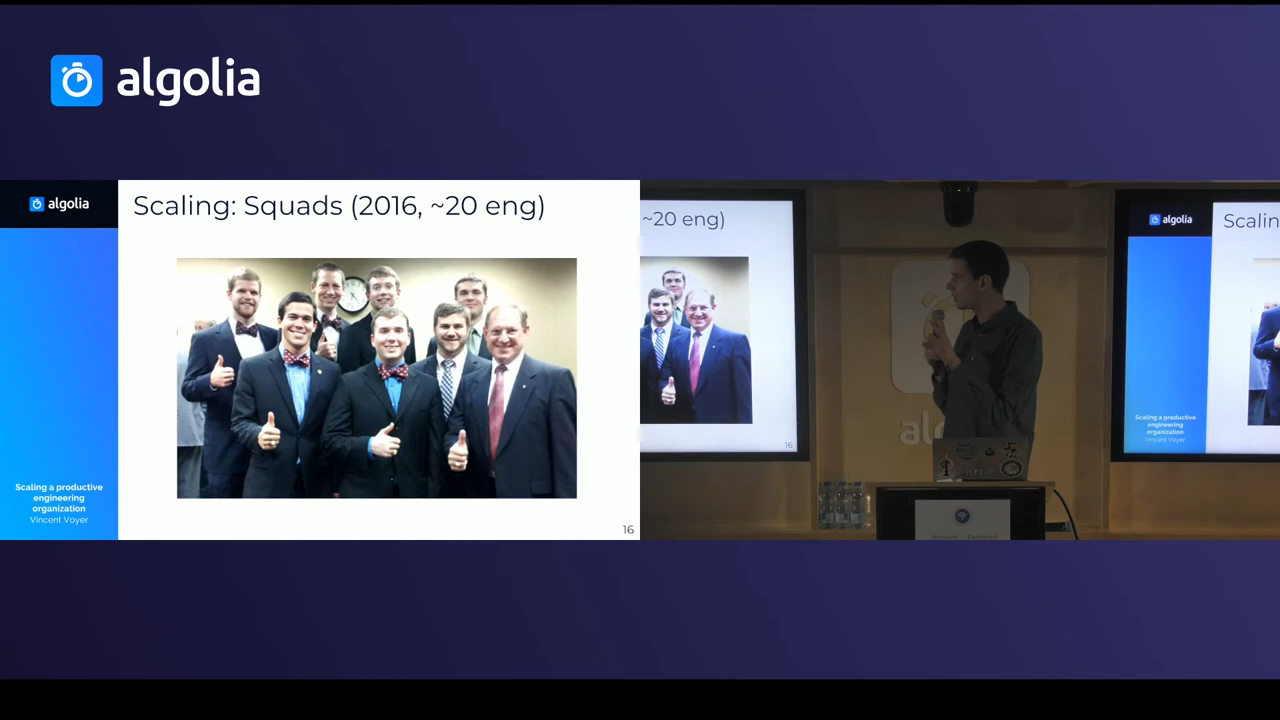 algolia
algolia
Scaling: Squads (2016, ~20 eng)
Scaling a productive
engineering
organization
Vincent Voyer
16
~20 eng)
16
algolia
Scalin
Scaling a productive
engineering
organization
Vincent Voyer
alg